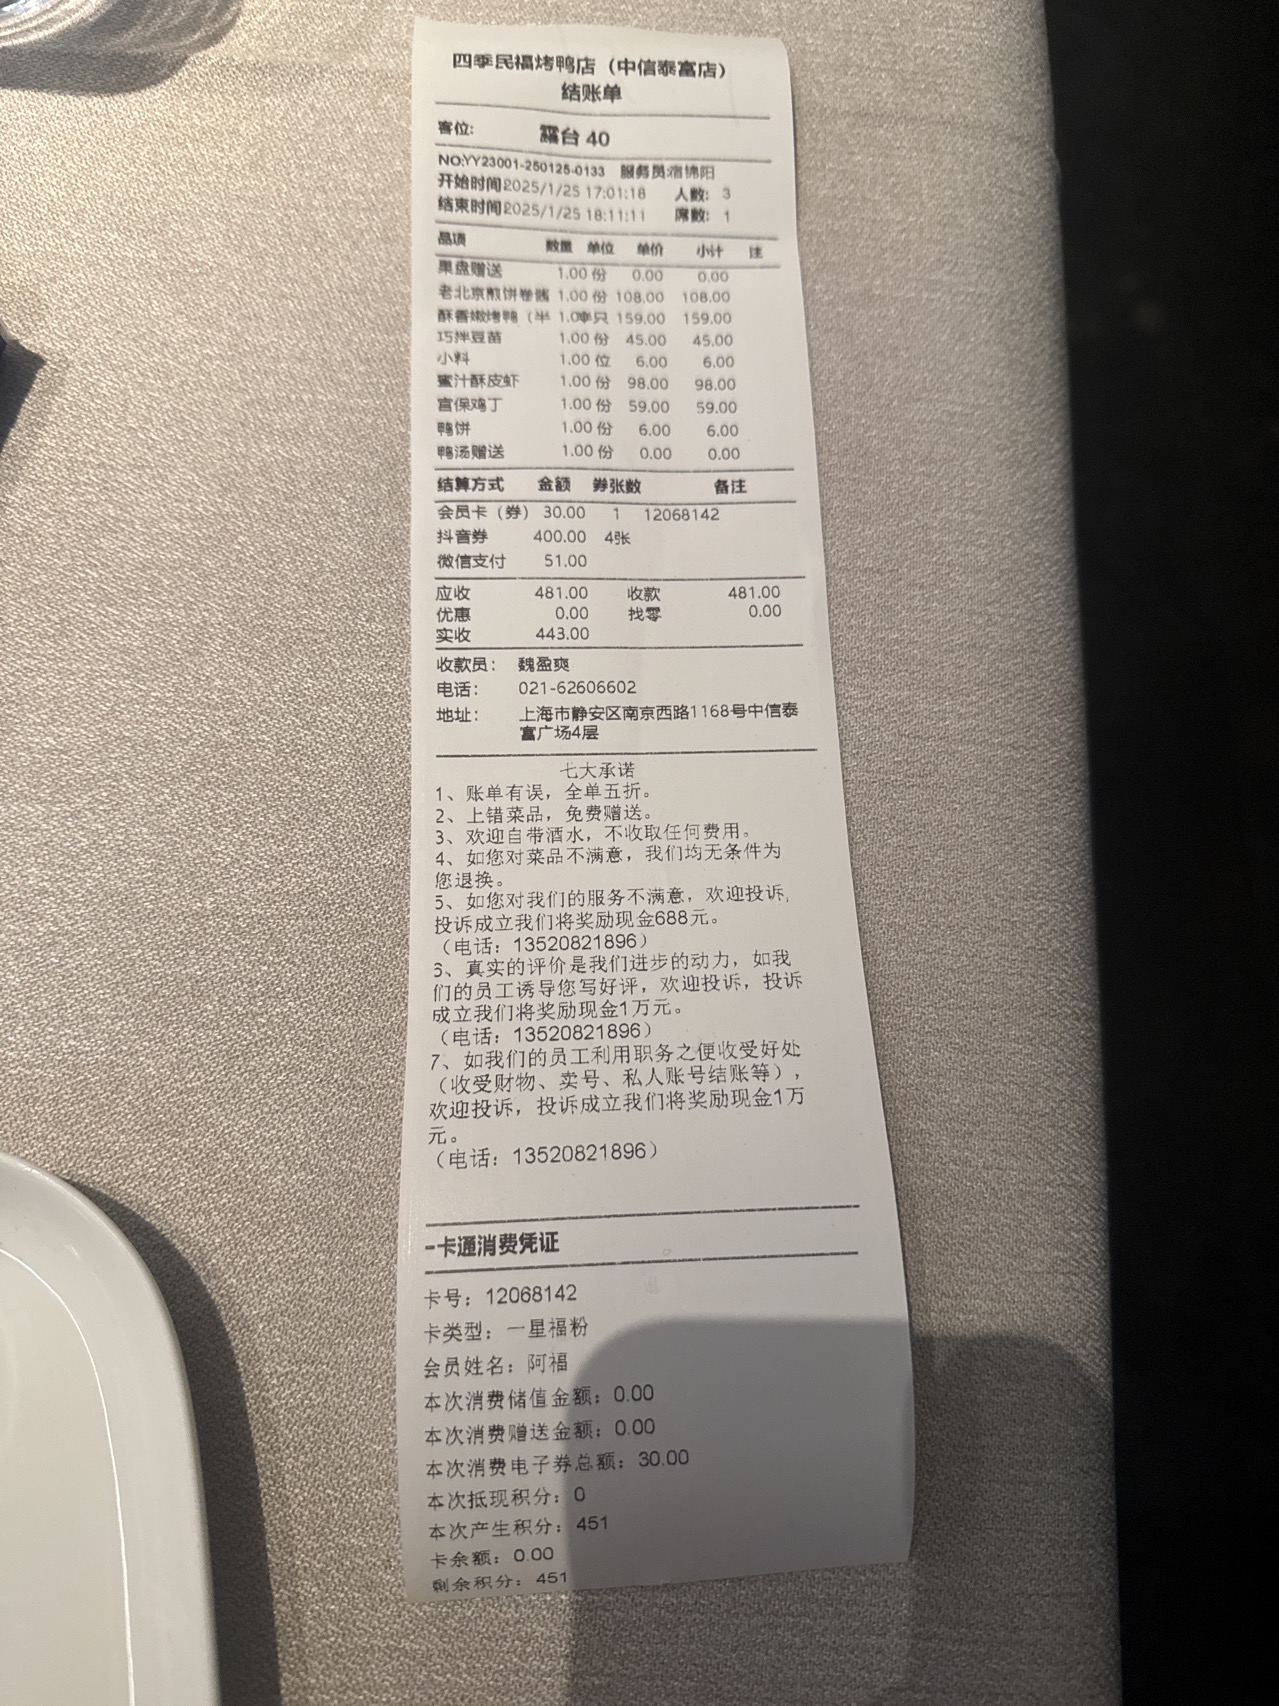 四季民福烤鸭店（中信泰富店）
结账单
客位： 露台 40
NO:YY23001-250125-0133 服务员:宿锦阳
开始时间2025/1/25 17:01:18 人数： 3
结束时间2025/1/25 18:11:11 席数： 1
品项 数量 单位 单价 小计 注
果盘赠送 1.00 份 0.00 0.00
老北京煎饼卷酱 1.00 份 108.00 108.00
酥香嫩烤鸭（半 1.00 只 159.00 159.00
巧拌豆苗 1.00 份 45.00 45.00
小料 1.00 位 6.00 6.00
蜜汁酥皮虾 1.00 份 98.00 98.00
宫保鸡丁 1.00 份 59.00 59.00
鸭饼 1.00 份 6.00 6.00
鸭汤赠送 1.00 份 0.00 0.00
结算方式 金额 券张数 备注
会员卡（券） 30.00 1 12068142
抖音券 400.00 4张
微信支付 51.00
应收 481.00 收款 481.00
优惠 0.00 找零 0.00
实收 443.00
收款员： 魏盈爽
电话： 021-62606602
地址： 上海市静安区南京西路1168号中信泰
富广场4层
七大承诺
1、账单有误，全单五折。
2、上错菜品，免费赠送。
3、欢迎自带酒水，不收取任何费用。
4、如您对菜品不满意，我们均无条件为
您退换。
5、如您对我们的服务不满意，欢迎投诉，
投诉成立我们将奖励现金688元。
（电话：13520821896）
6、真实的评价是我们进步的动力，如我
们的员工诱导您写好评，欢迎投诉，投诉
成立我们将奖励现金1万元。
（电话：13520821896）
7、如我们的员工利用职务之便收受好处
（收受财物、卖号、私人账号结账等），
欢迎投诉，投诉成立我们将奖励现金1万
元。
（电话：13520821896）
一卡通消费凭证
卡号：12068142
卡类型：一星福粉
会员姓名：阿福
本次消费储值金额：0.00
本次消费赠送金额：0.00
本次消费电子券总额：30.00
本次抵现积分：0
本次产生积分：451
卡余额：0.00
剩余积分：451